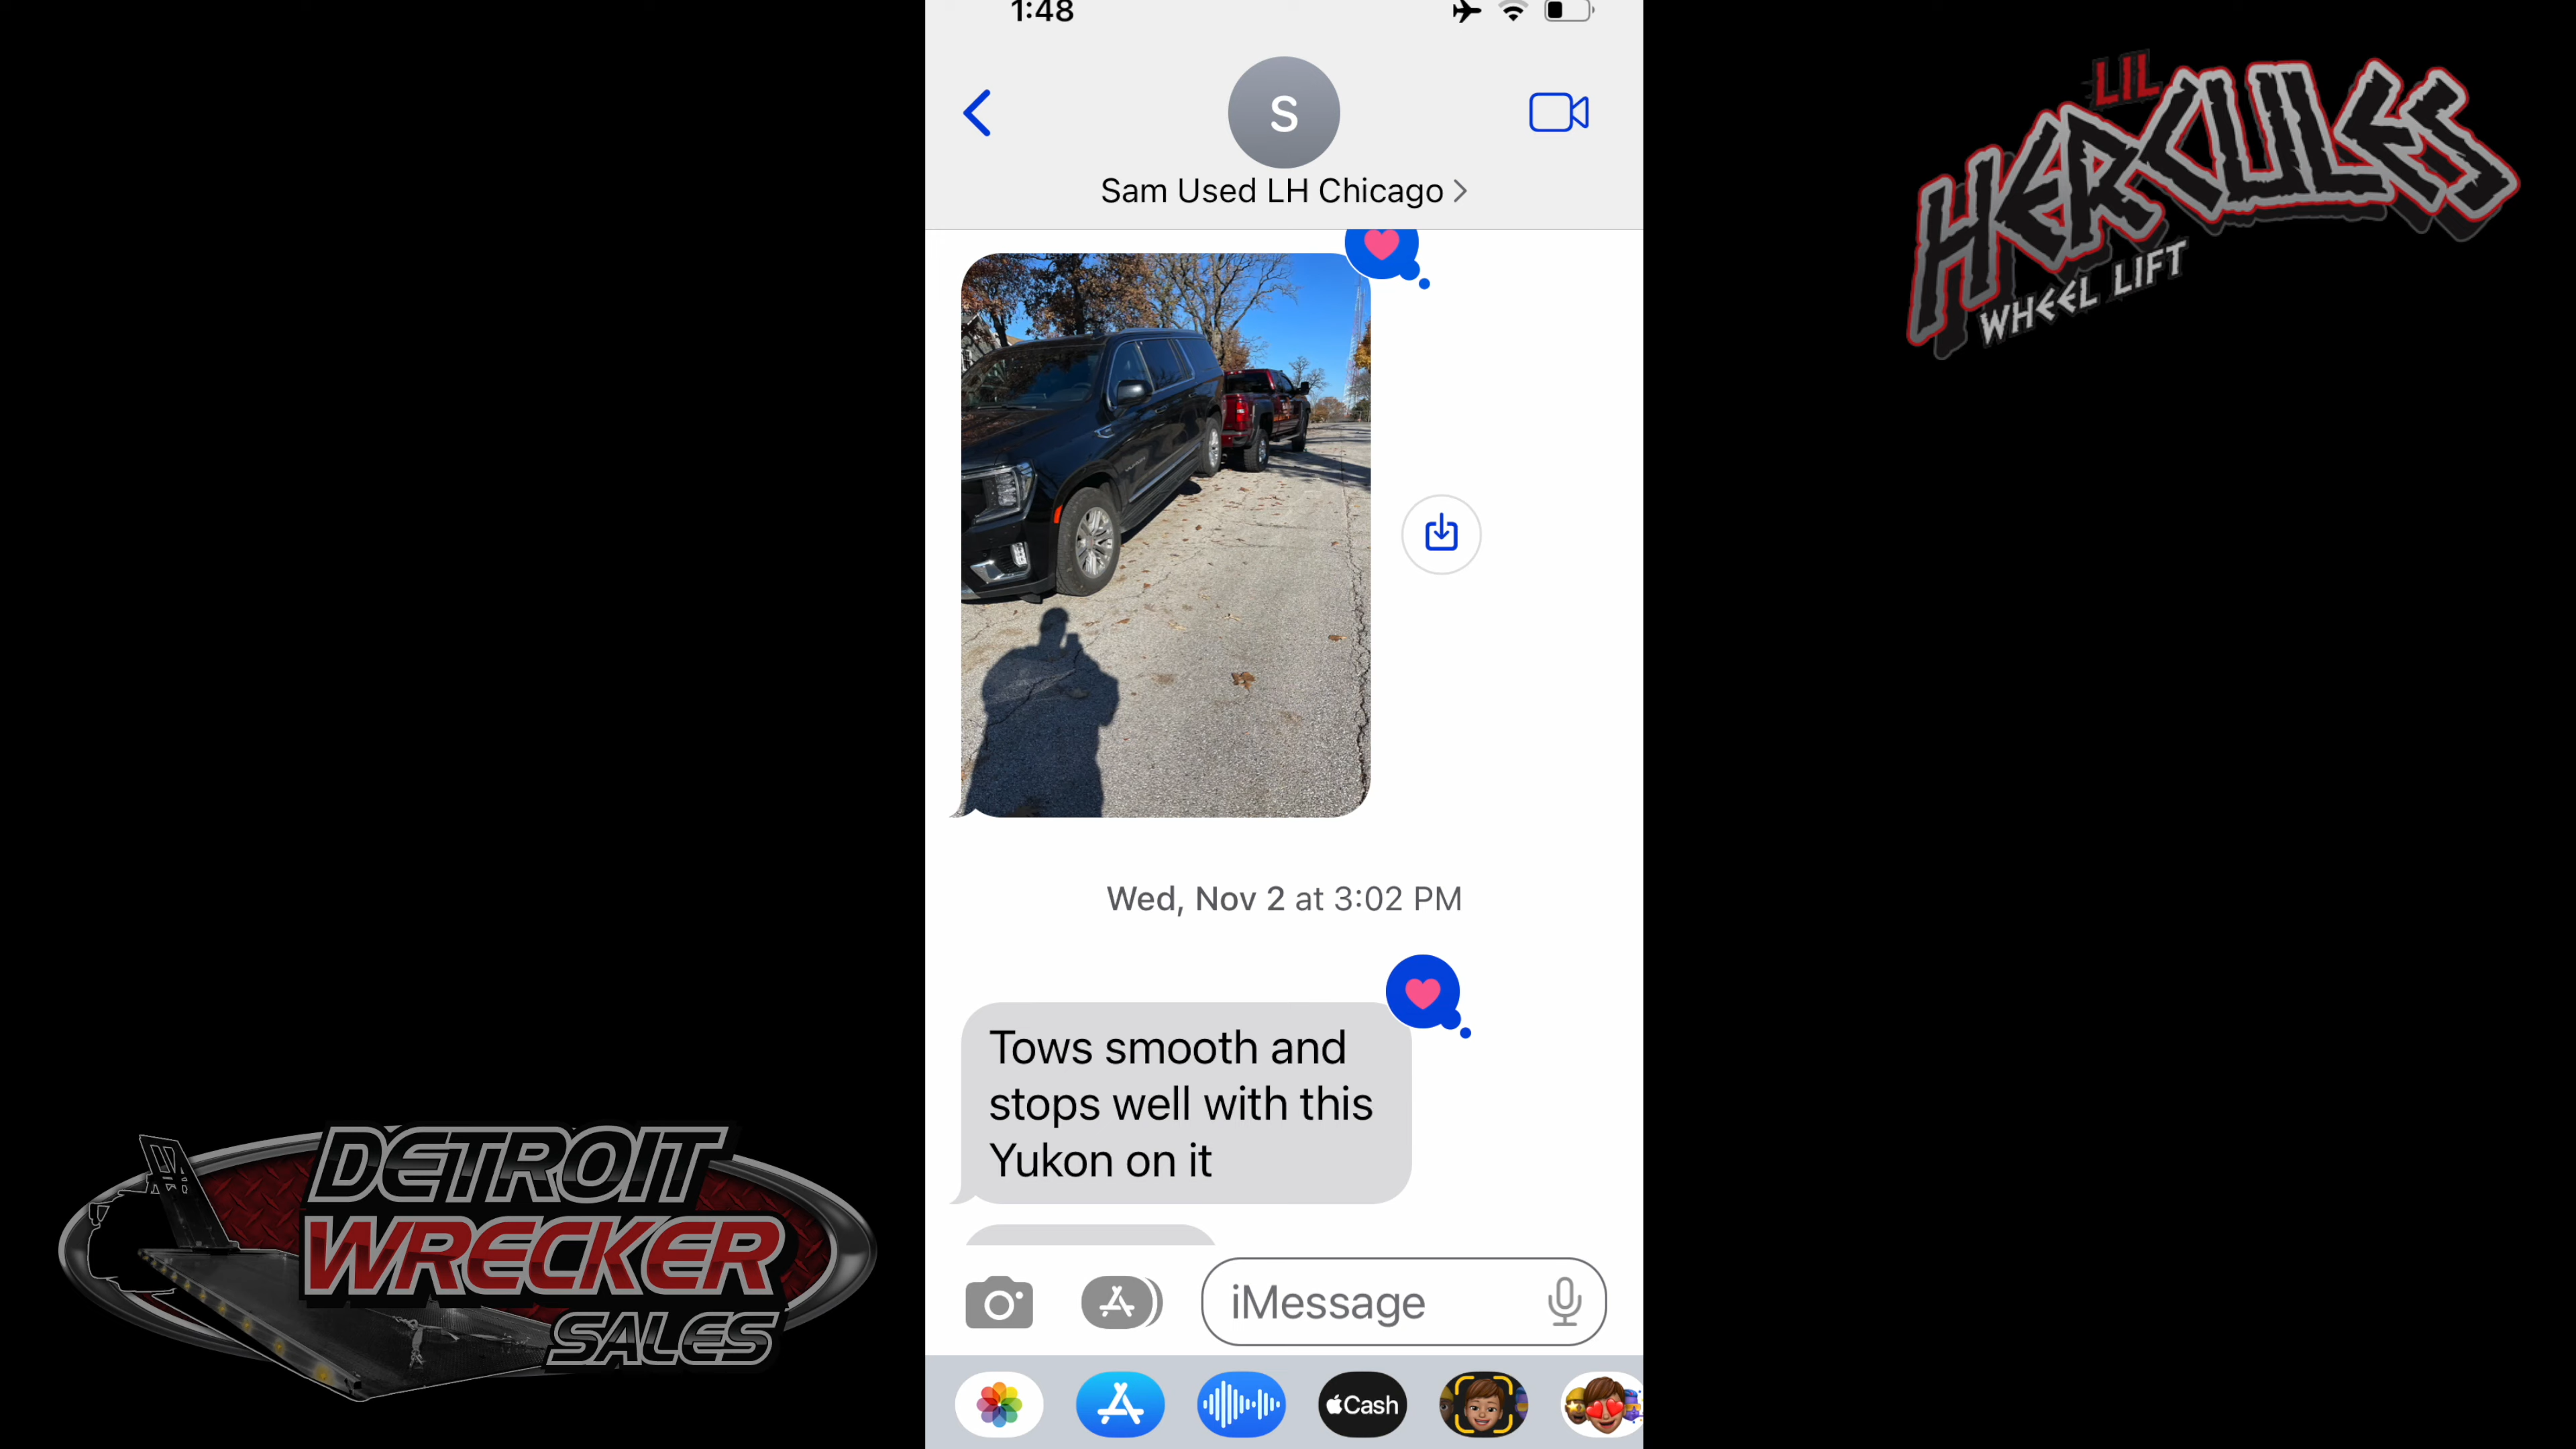 1:48
S
Sam Used LH Chicago
LIL
HERCULES
WHEEL LIFT
Wed, Nov 2 at 3:02 PM
Tows smooth and
stops well with this
Yukon on it
iMessage
Cash
DETROIT
WRECKER
SALES